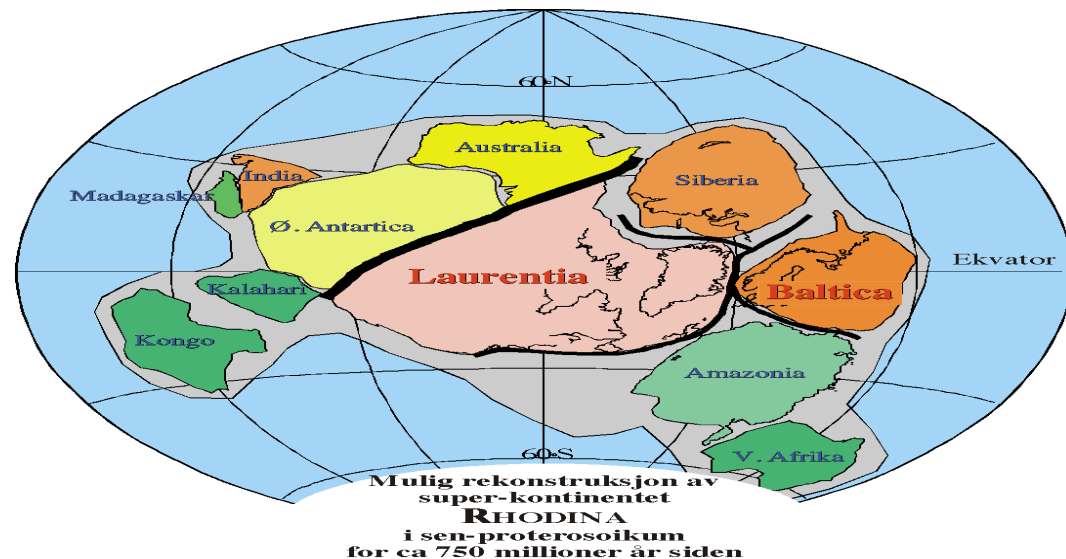 60°N
Australia
Siberia
India
Madagaskar
Ø. Antartica
Ekvator
Laurentia
Baltica
Kalahari
Kongo
Amazonia
V. Afrika
60°S
Mulig rekonstruksjon av
super-kontinentet
RHODINA
i sen-proterosoikum
for ca 750 millioner år siden